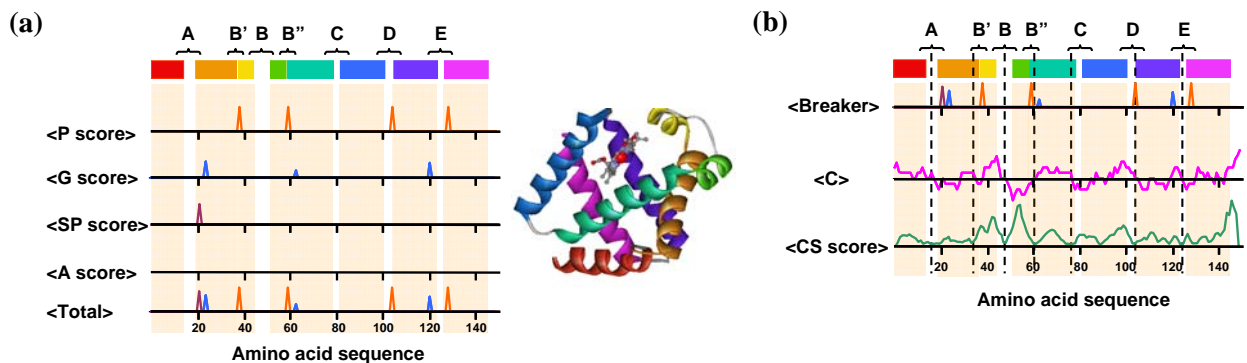 (a)
A B' B B” C D E
<P score>
<G score>
<SP score>
<A score>
<Total>
20 40 60 80 100 120 140
Amino acid sequence
(b)
A B' B B” C D E
<Breaker>
<C>
<CS score>
20 40 60 80 100 120 140
Amino acid sequence